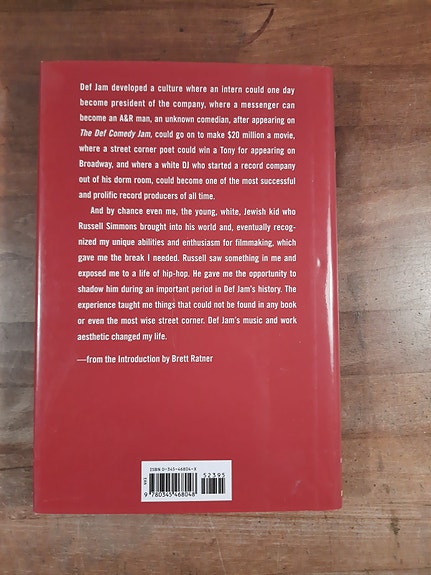 Def Jam developed a culture where an intern could one day
become president of the company, where a messenger can
become an A&R man, an unknown comedian, after appearing on
The Def Comedy Jam, could go on to make $20 million a movie,
where a street corner poet could win a Tony for appearing on
Broadway, and where a white DJ who started a record company
out of his dorm room, could become one of the most successful
and prolific record producers of all time.
And by chance even me, the young, white, Jewish kid who
Russell Simmons brought into his world and, eventually recog-
nized my unique abilities and enthusiasm for filmmaking, which
gave me the break I needed. Russell saw something in me and
exposed me to a life of hip-hop. He gave me the opportunity to
shadow him during an important period in Def Jam's history. The
experience taught me things that could not be found in any book
or even the most wise street corner. Def Jam's music and work
aesthetic changed my life.
—from the Introduction by Brett Ratner
ISBN 0-345-46804-X
52395
9 780345 468048